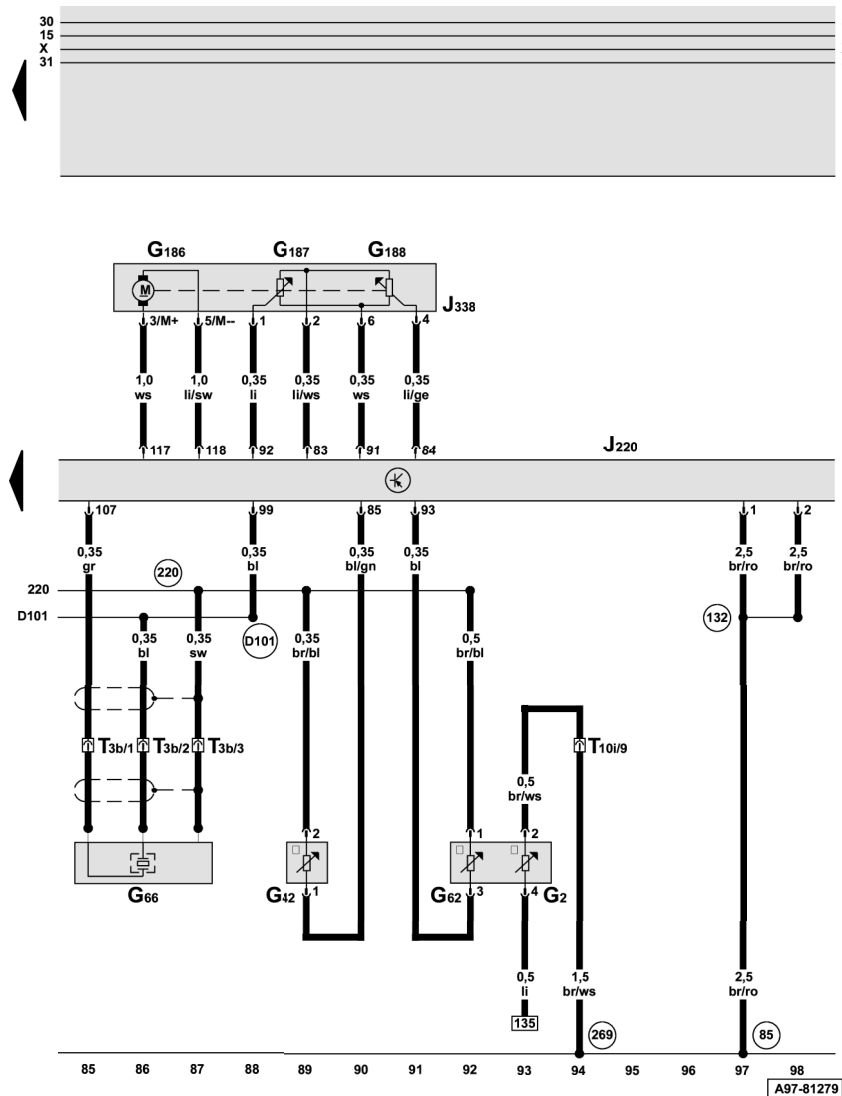 30
15
X
31
G186 G187 G188
J338
3/M+ 5/M-- 1 2 6 4
1,0 1,0 0,35 0,35 0,35 0,35
ws li/sw li li/ws ws li/ge
117 118 92 83 91 84
J220
107 99 85 93 1 2
0,35 0,35 0,35 0,35 2,5 2,5
gr bl bl/gn bl br/ro br/ro
220
220
D101
132
D101
0,35 0,35 0,35 0,5
bl sw br/bl br/bl
T3b/1 T3b/2 T3b/3 T10i/9
0,5
br/ws
2 1 2
M
G66 G42 1 G62 3 4 G2
0,5 1,5 2,5
li br/ws br/ro
135
269 85
85 86 87 88 89 90 91 92 93 94 95 96 97 98
A97-81279